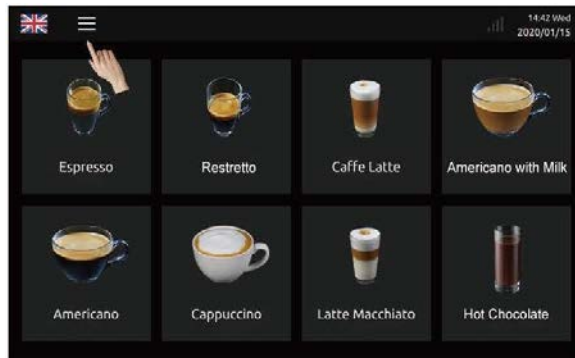 14:42 Wed
2020/01/15
Espresso
Restretto
Caffe Latte
Americano with Milk
Americano
Cappuccino
Latte Macchiato
Hot Chocolate